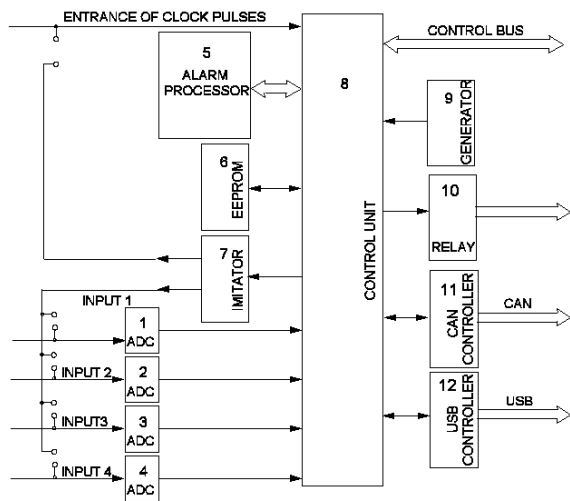 ENTRANCE OF CLOCK PULSES
5
ALARM
PROCESSOR
6
EEPROM
7
IMITATOR
INPUT 1
1
ADC
INPUT 2
2
ADC
INPUT3
3
ADC
INPUT 4
4
ADC
8
CONTROL UNIT
CONTROL BUS
9
GENERATOR
10
RELAY
11
CAN
CONTROLLER
CAN
12
USB
CONTROLLER
USB